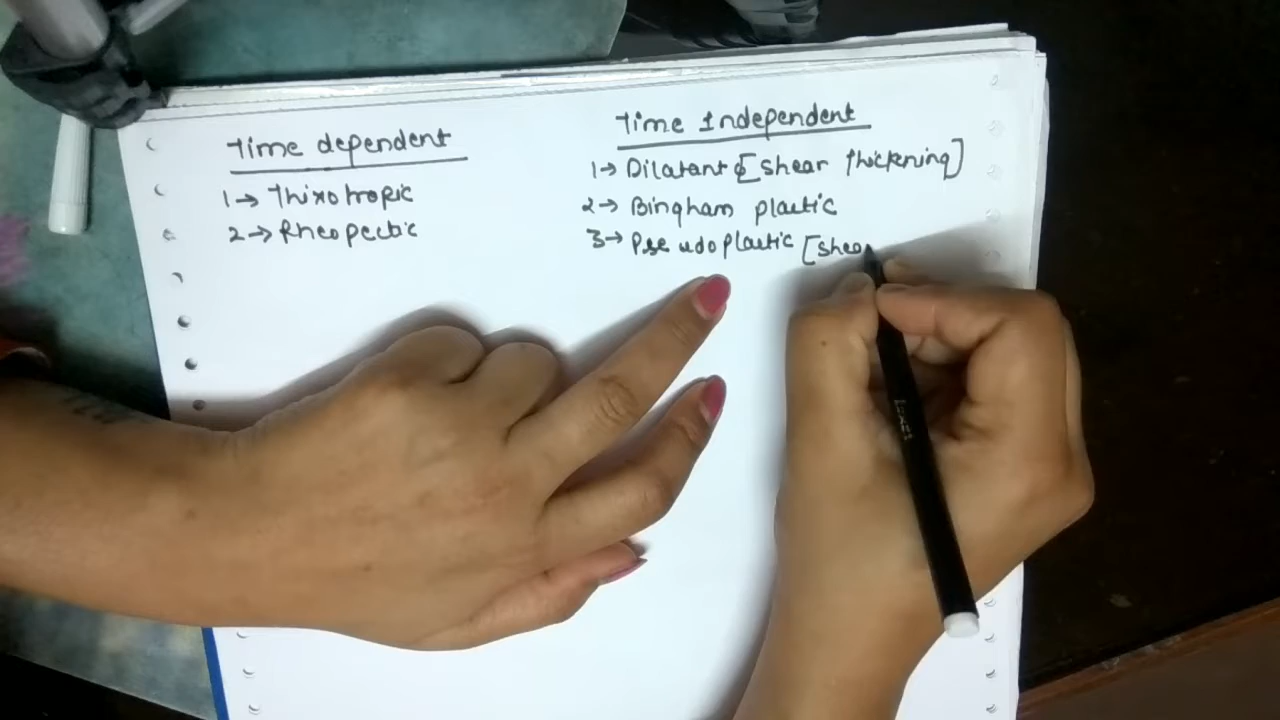 Time dependent
1→ Thixotropic
2→ Rheopectic
Time Independent
1→ Dilatant [shear thickening]
2→ Bingham plastic
3→ Pseudoplastic [shea